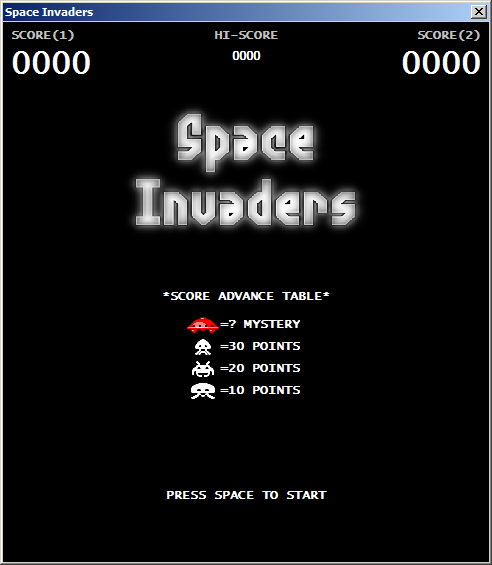 Space Invaders
SCORE(1) HI-SCORE SCORE(2)
0000 0000 0000
Space
Invaders
*SCORE ADVANCE TABLE*
=? MYSTERY
=30 POINTS
=20 POINTS
=10 POINTS
PRESS SPACE TO START